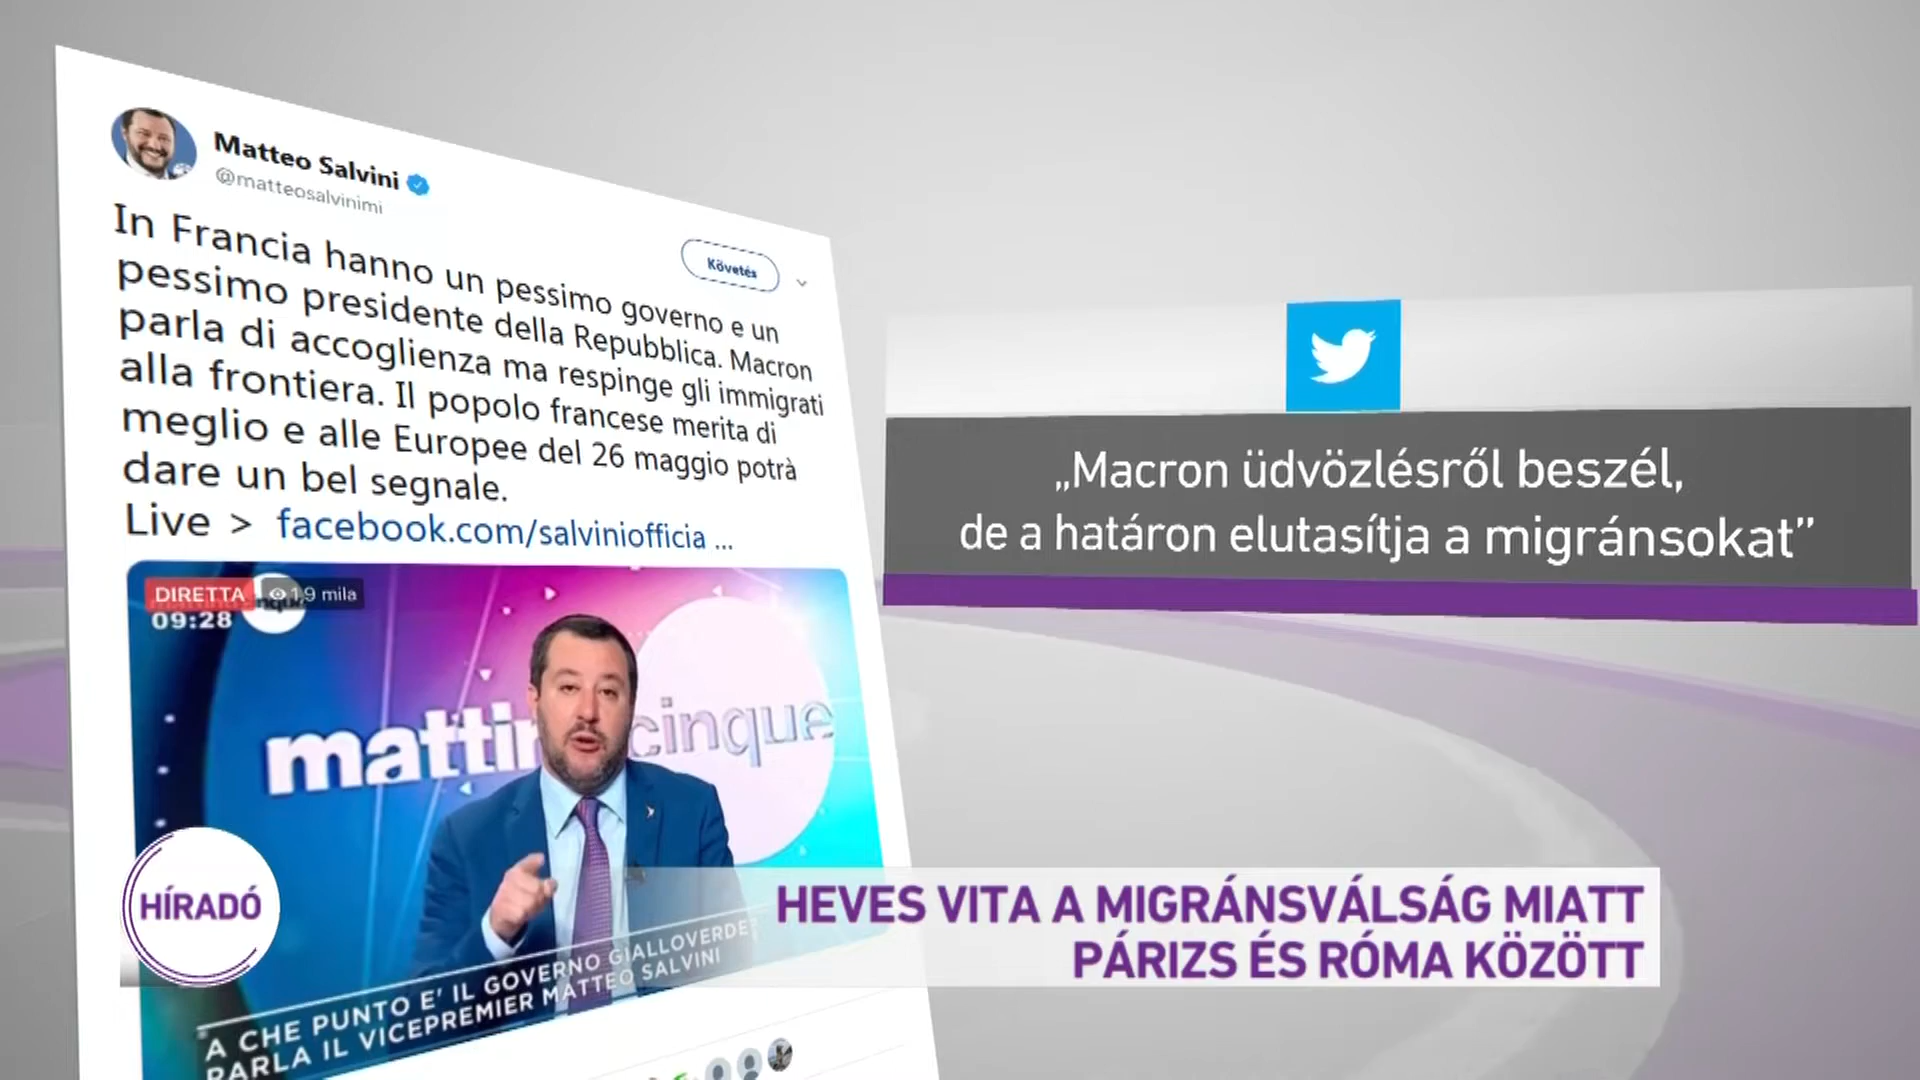 Matteo Salvini
@matteosalvinimi
Követés
In Francia hanno un pessimo governo e un
pessimo presidente della Repubblica. Macron
parla di accoglienza ma respinge gli immigrati
alla frontiera. Il popolo francese merita di
meglio e alle Europee del 26 maggio potrà
dare un bel segnale.
Live > facebook.com/salviniofficia ...
DIRETTA 1,9 mila
09:28
mattino cinque
A CHE PUNTO E' IL GOVERNO GIALLOVERDE
PARLA IL VICEPREMIER MATTEO SALVINI
„Macron üdvözlésről beszél,
de a határon elutasítja a migránsokat”
HÍRADÓ
HEVES VITA A MIGRÁNSVÁLSÁG MIATT
PÁRIZS ÉS RÓMA KÖZÖTT